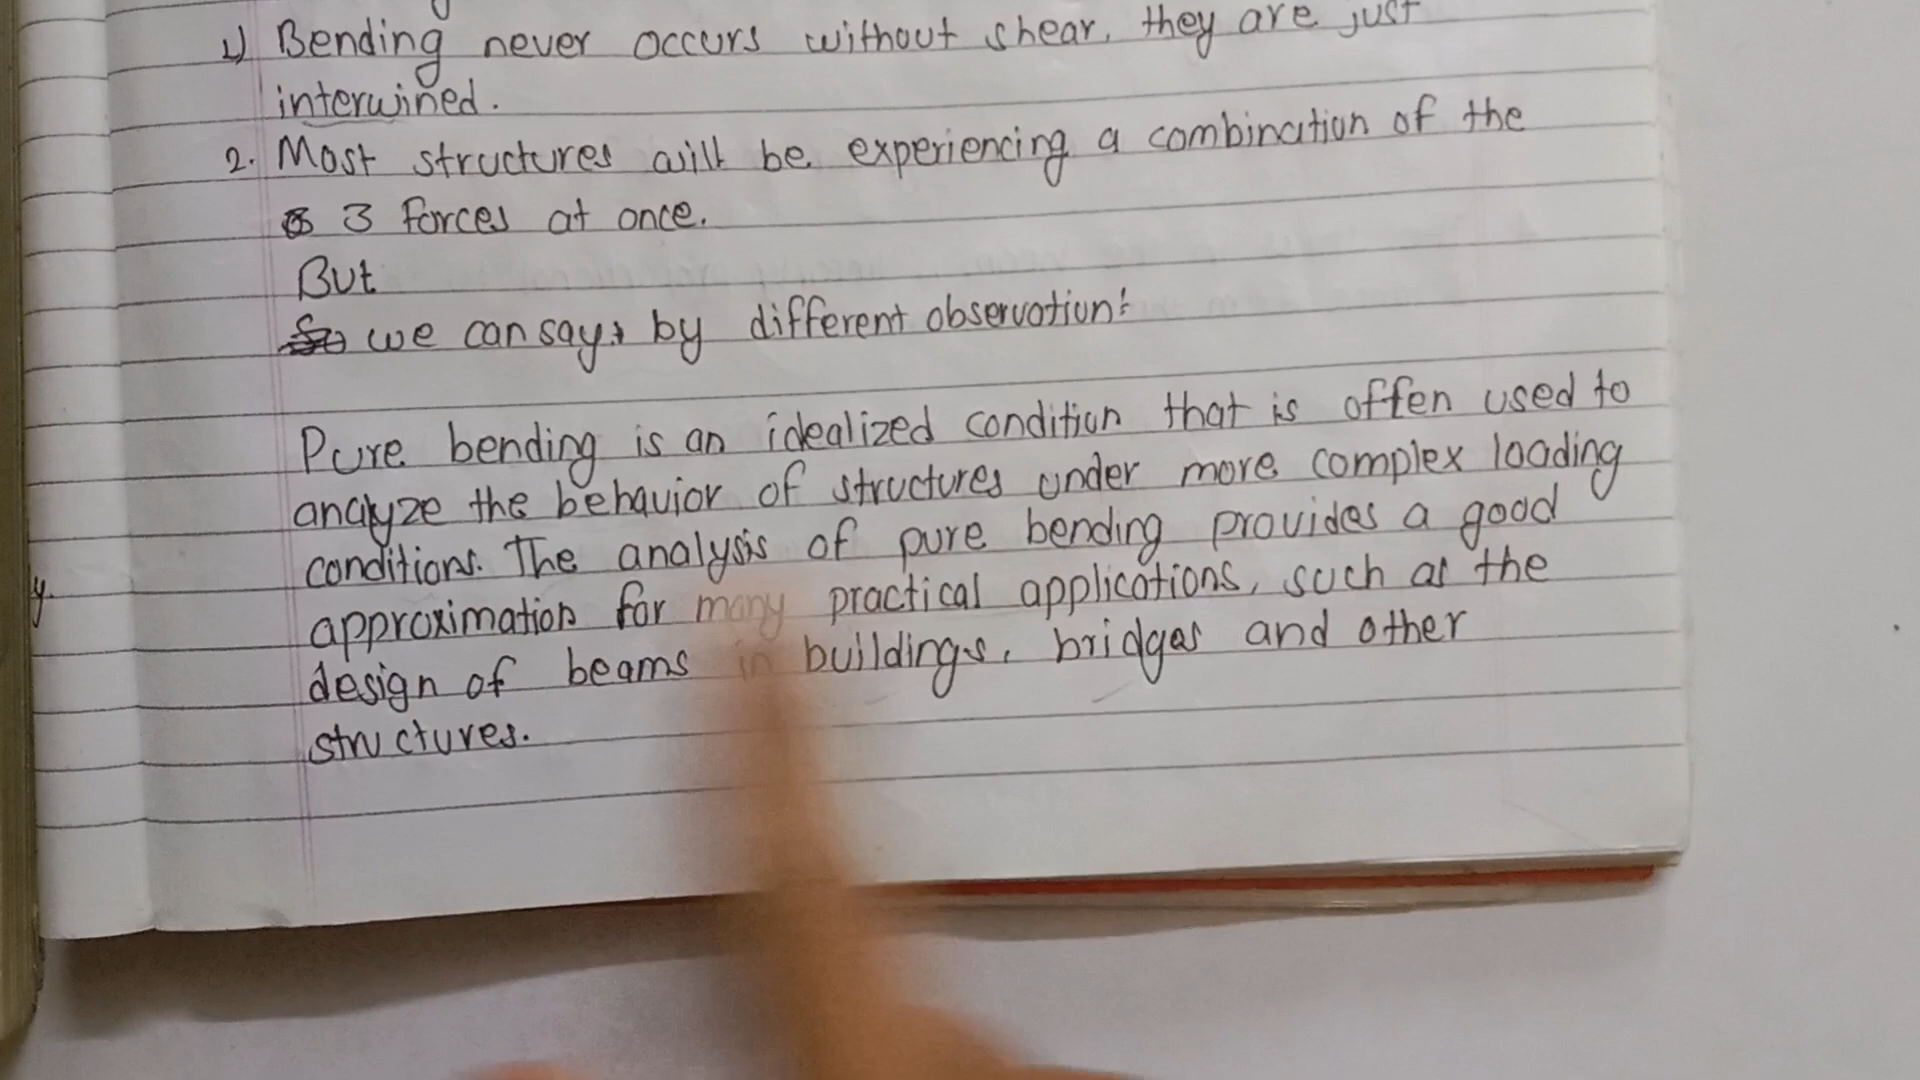 1) Bending never occurs without shear, they are just
interwined.
2. Most structures will be experiencing a combination of the
3 forces at once.
But
So we can say, by different observation:
Pure bending is an idealized condition that is offen used to
analyze the behavior of structures under more complex loading
conditions. The analysis of pure bending provides a good
approximation for many practical applications, such as the
design of beams in buildings, bridges and other
structures.
y.